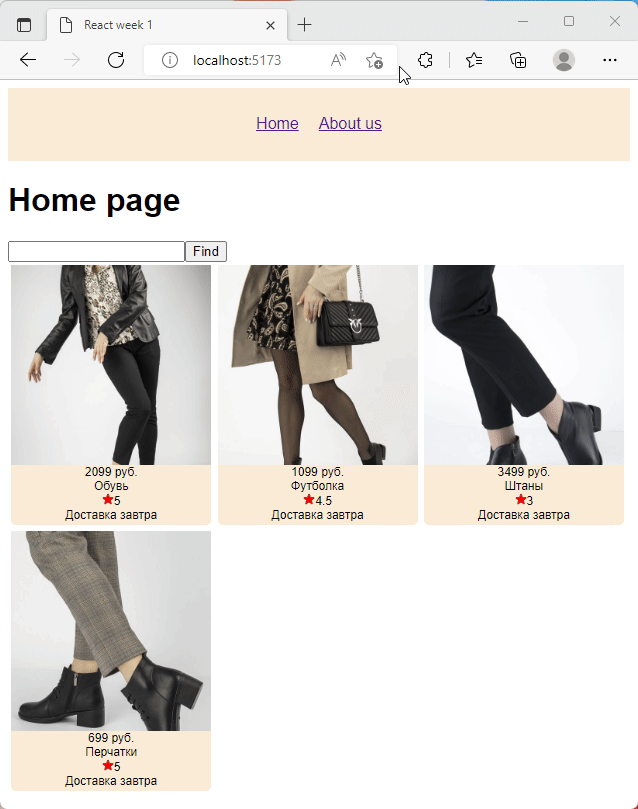 React week 1
localhost:5173
Home About us
Home page
Find
2099 руб.
Обувь
5
Доставка завтра
1099 руб.
Футболка
4.5
Доставка завтра
3499 руб.
Штаны
3
Доставка завтра
699 руб.
Перчатки
5
Доставка завтра